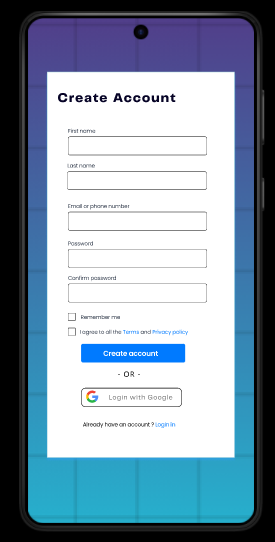 Create Account
First name
Last name
Email or phone number
Password
Confirm password
Remember me
I agree to all the Terms and Privacy policy
Create account
- OR -
Login with Google
Already have an account ? Login in